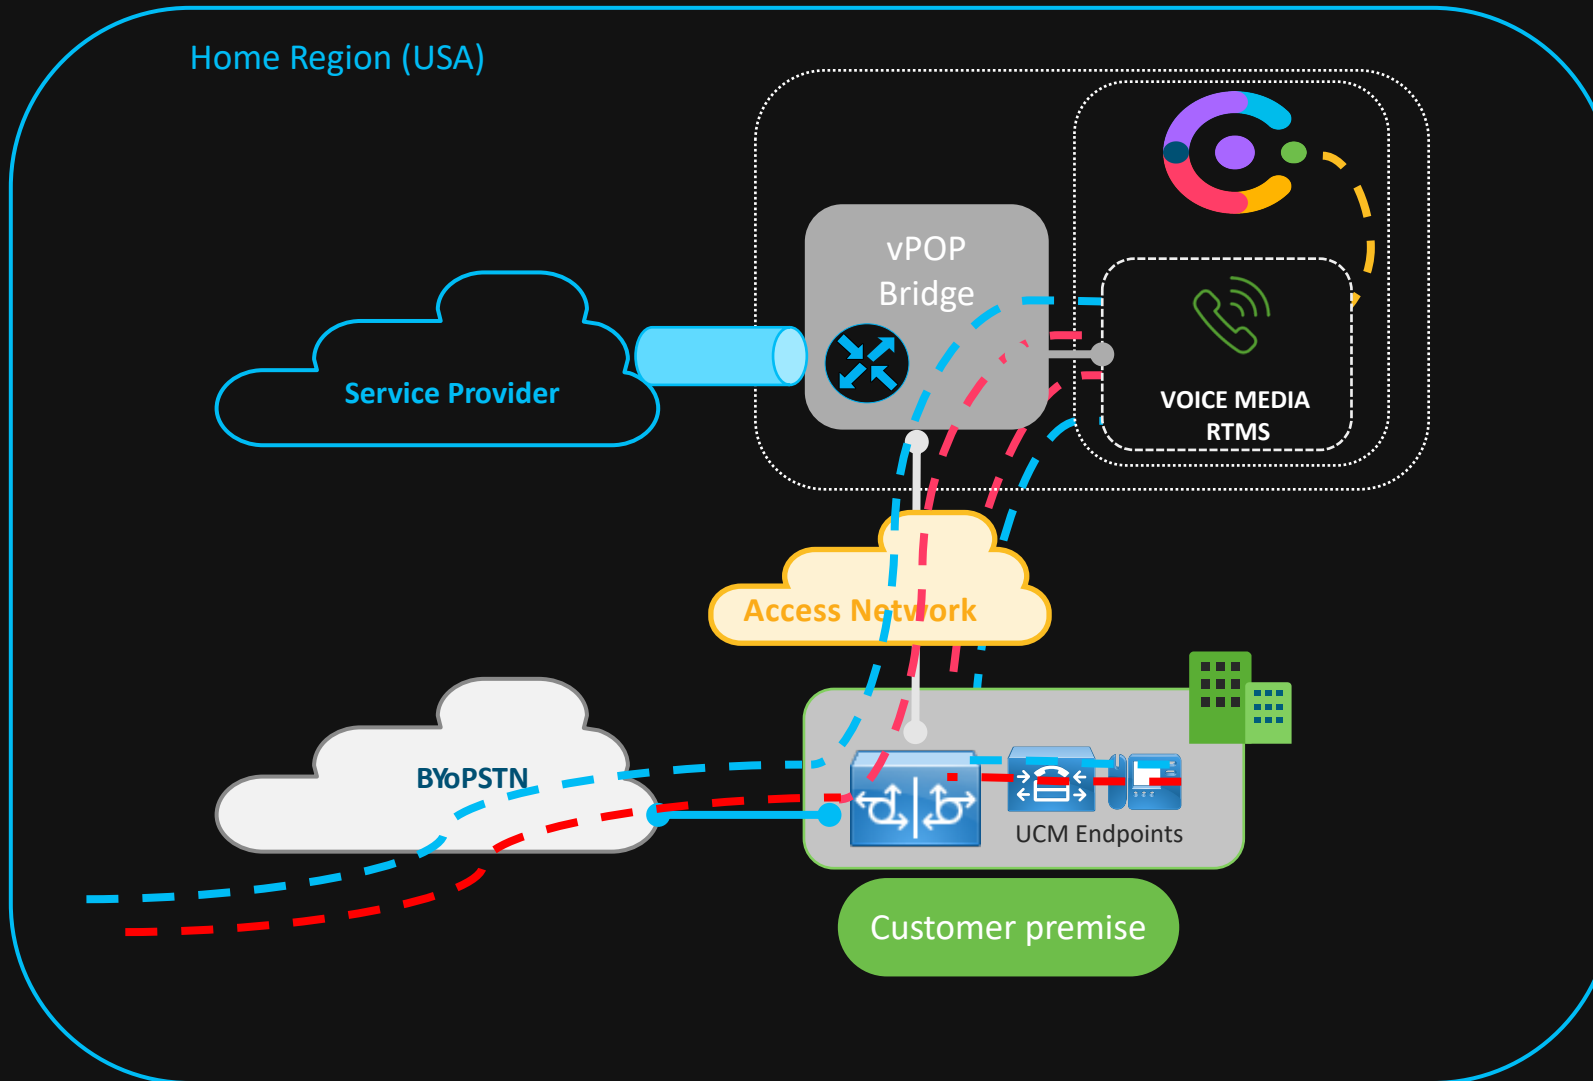 Home Region (USA)
vPOP
Bridge
Service Provider
VOICE MEDIA
RTMS
Access Network
BYoPSTN
UCM Endpoints
Customer premise